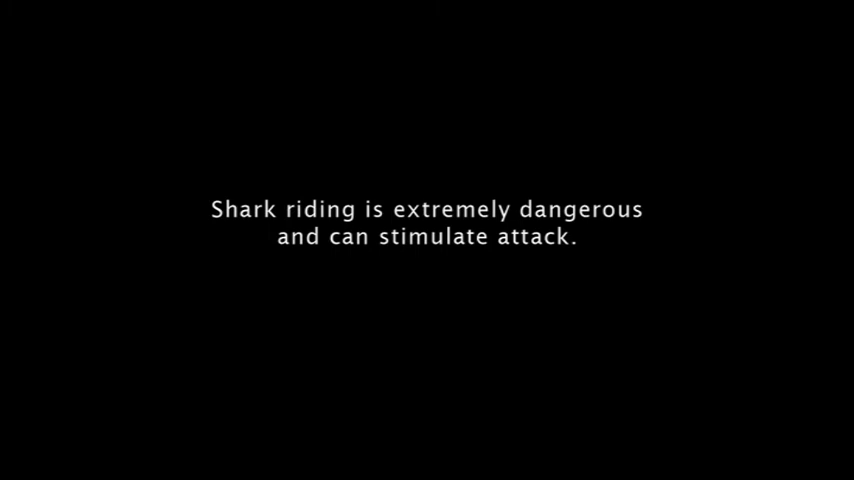 Shark riding is extremely dangerous
and can stimulate attack.